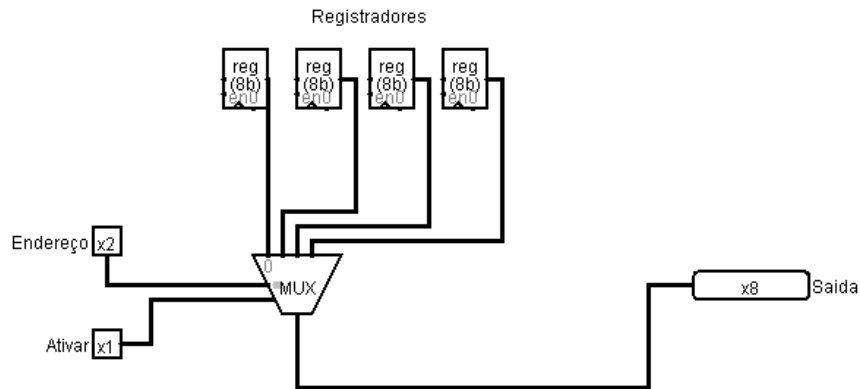 Registradores
reg (8b) en0
reg (8b) en0
reg (8b) en0
reg (8b) en0
Endereço x2
0
MUX
x8 Saida
Ativar x1